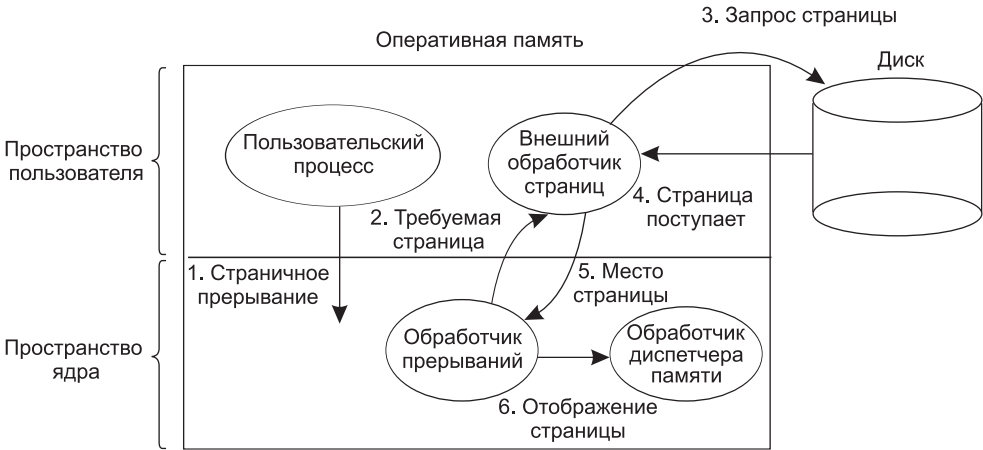 3. Запрос страницы
Оперативная память
Диск
Пользовательский
процесс
Внешний
обработчик
страниц
Пространство
пользователя
4. Страница
поступает
2. Требуемая
страница
1. Страничное
прерывание
5. Место
страницы
Пространство
ядра
Обработчик
прерываний
Обработчик
диспетчера
памяти
6. Отображение
страницы